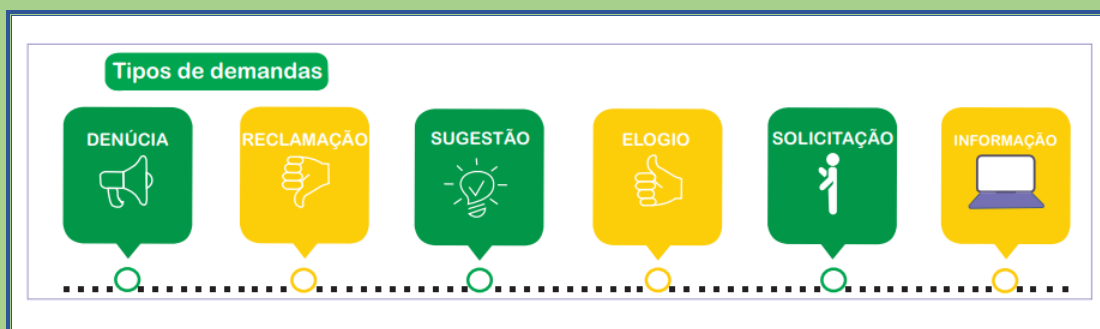 Tipos de demandas
DENÚCIA
RECLAMAÇÃO
SUGESTÃO
ELOGIO
SOLICITAÇÃO
INFORMAÇÃO